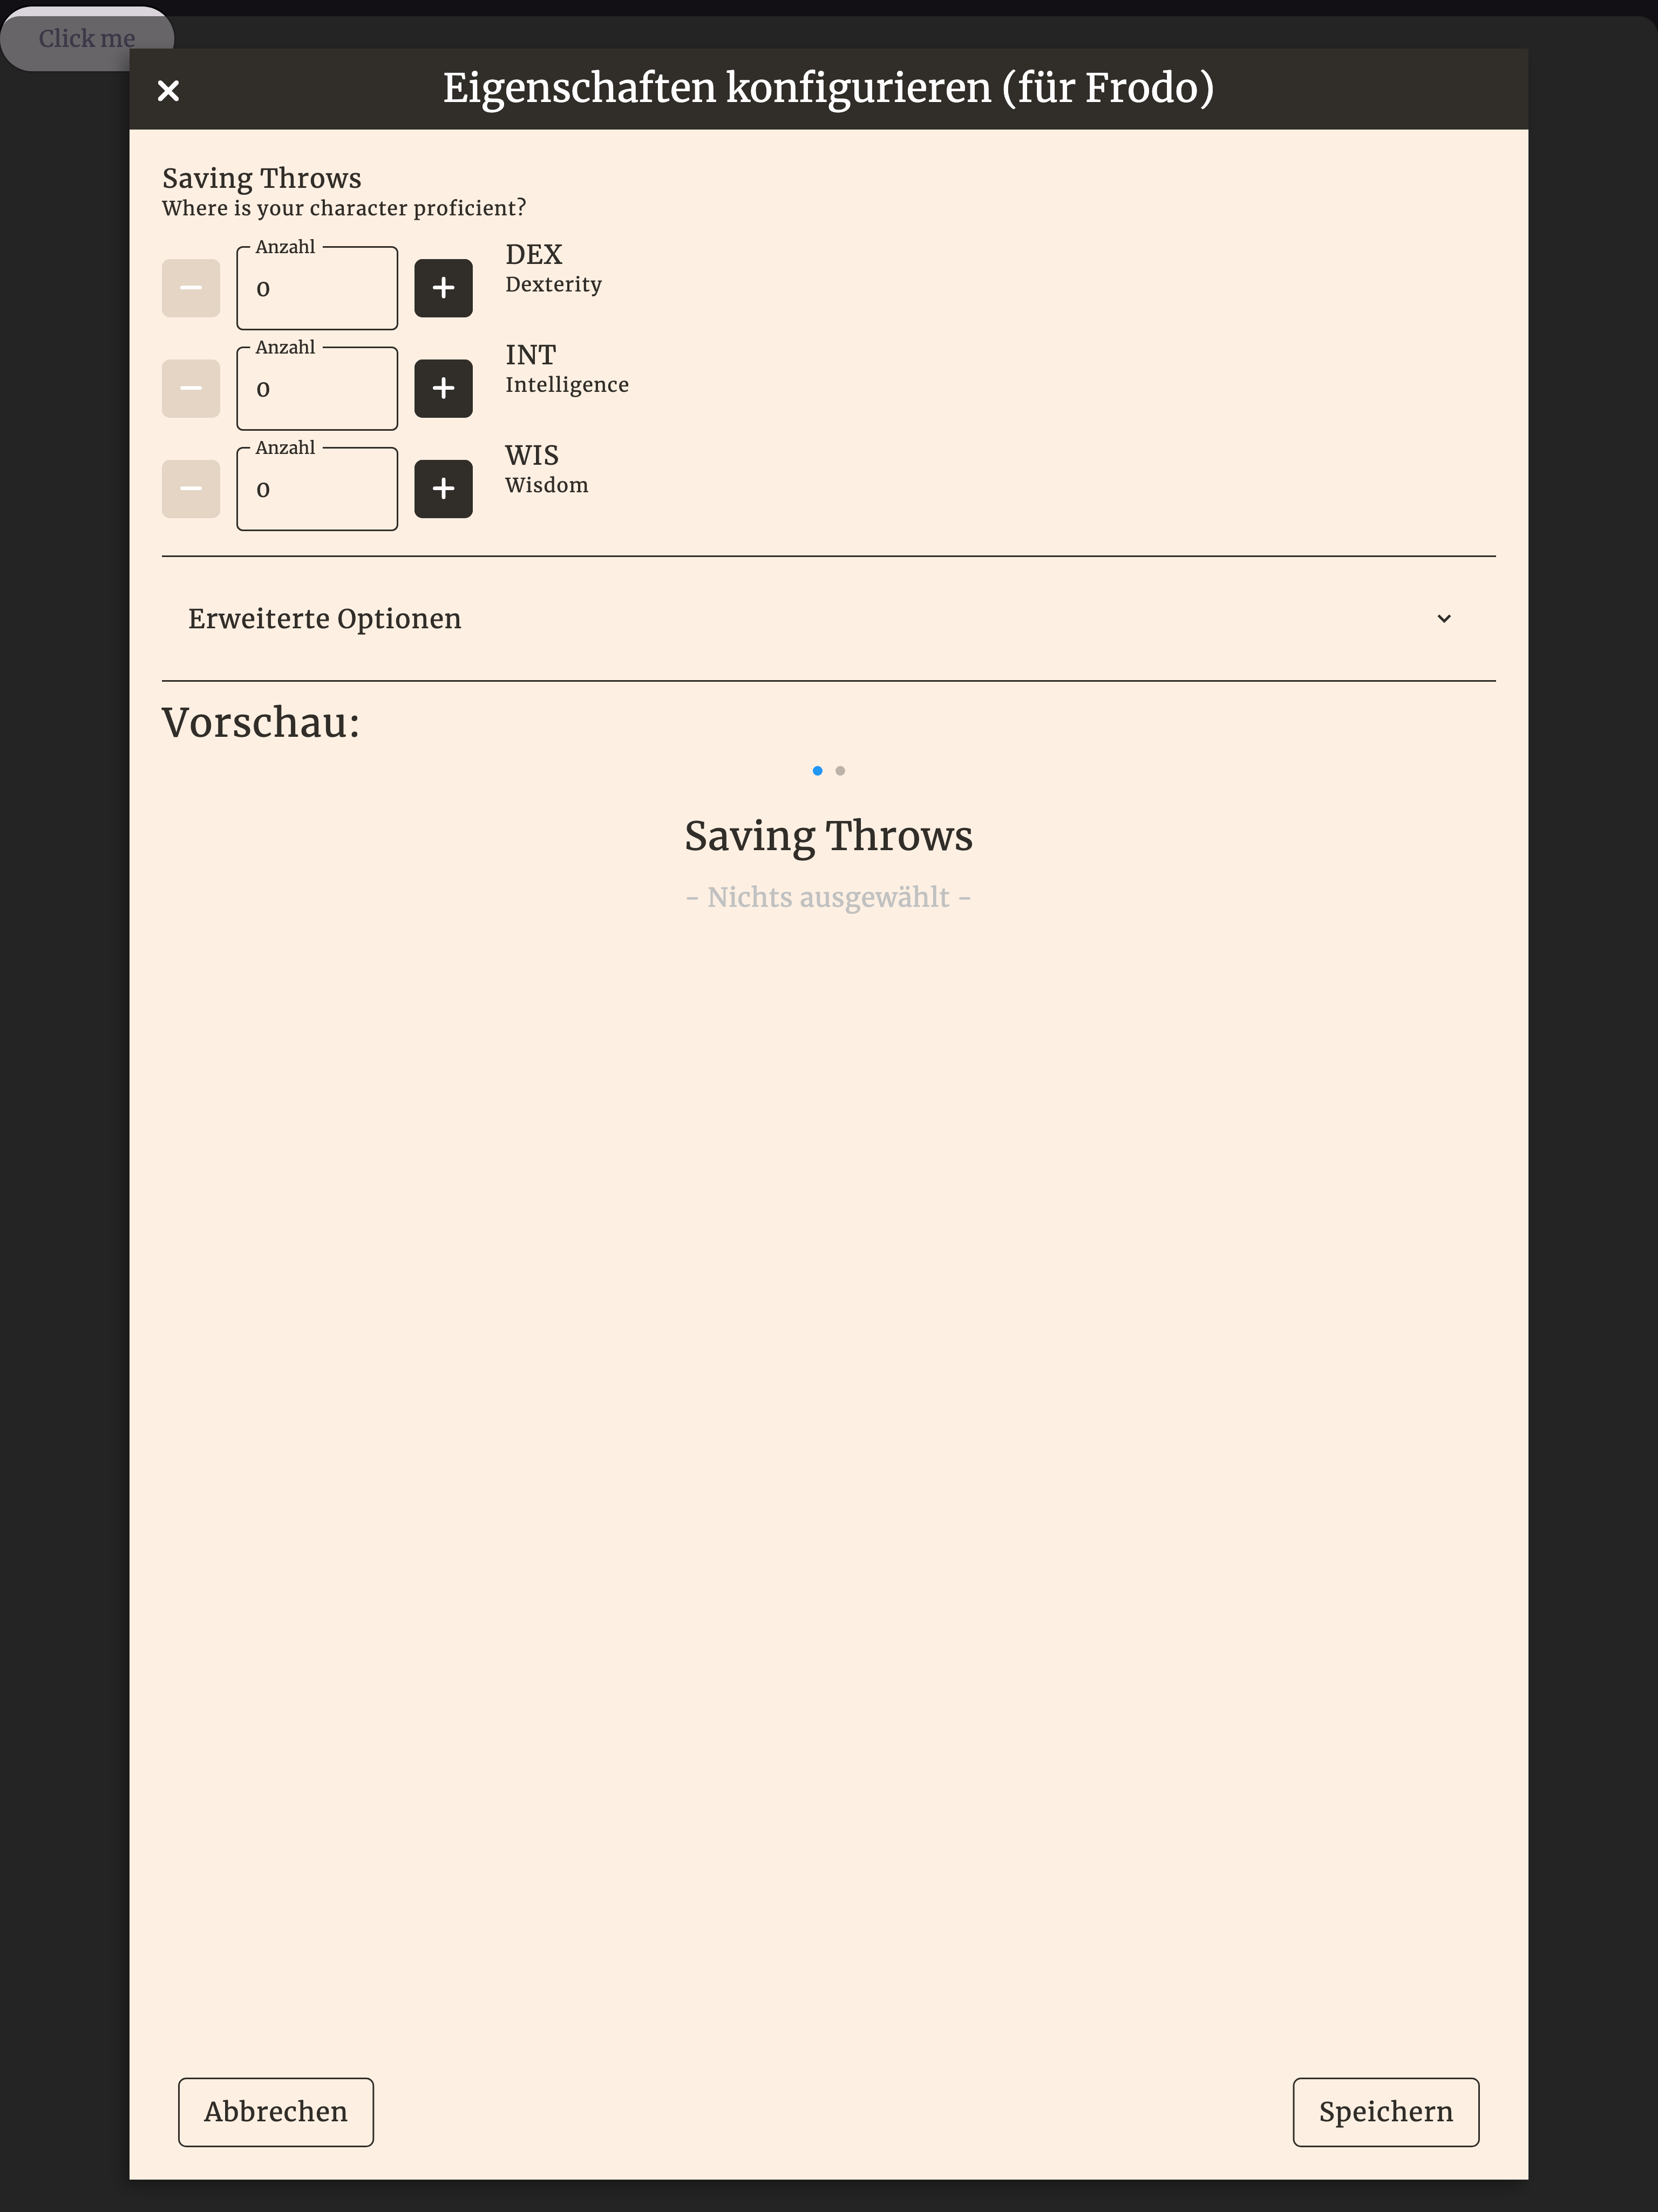 Click me
Eigenschaften konfigurieren (für Frodo)
Saving Throws
Where is your character proficient?
Anzahl
0
DEX
Dexterity
Anzahl
0
INT
Intelligence
Anzahl
0
WIS
Wisdom
Erweiterte Optionen
Vorschau:
Saving Throws
- Nichts ausgewählt -
Abbrechen
Speichern